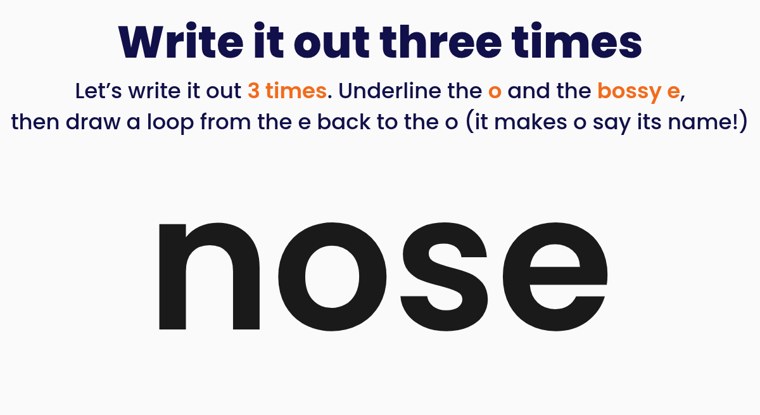 Write it out three times
Let’s write it out 3 times. Underline the o and the bossy e,
then draw a loop from the e back to the o (it makes o say its name!)
nose